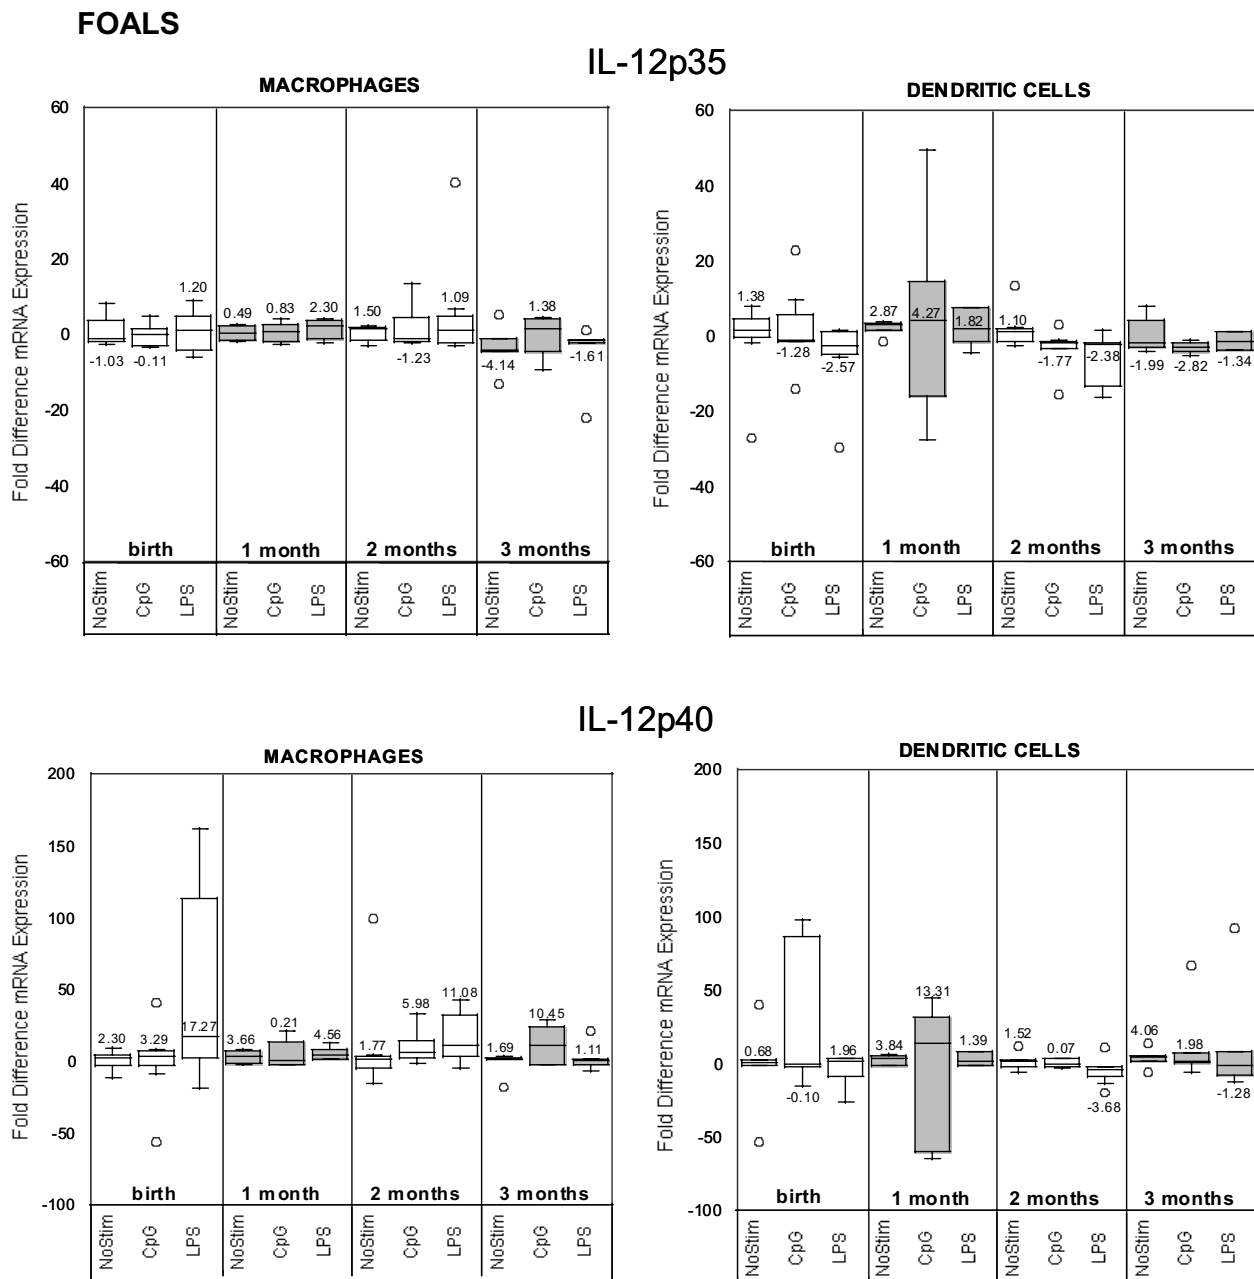 FOALS
IL-12p35
MACROPHAGES
Fold Difference mRNA Expression
60
40
20
0
-20
-40
-60
-1.03
-0.11
1.20
0.49
0.83
2.30
1.50
-1.23
1.09
-4.14
1.38
-1.61
birth
1 month
2 months
3 months
NoStim
CpG
LPS
NoStim
CpG
LPS
NoStim
CpG
LPS
NoStim
CpG
LPS
DENDRITIC CELLS
Fold Difference mRNA Expression
60
40
20
0
-20
-40
-60
1.38
-1.28
-2.57
2.87
4.27
1.82
1.10
-1.77
-2.38
-1.99
-2.82
-1.34
birth
1 month
2 months
3 months
NoStim
CpG
LPS
NoStim
CpG
LPS
NoStim
CpG
LPS
NoStim
CpG
LPS
IL-12p40
MACROPHAGES
Fold Difference mRNA Expression
200
150
100
50
0
-50
-100
2.30
3.29
17.27
3.66
0.21
4.56
1.77
5.98
11.08
1.69
10.45
1.11
birth
1 month
2 months
3 months
NoStim
CpG
LPS
NoStim
CpG
LPS
NoStim
CpG
LPS
NoStim
CpG
LPS
DENDRITIC CELLS
Fold Difference mRNA Expression
200
150
100
50
0
-50
-100
0.68
-0.10
1.96
3.84
13.31
1.39
1.52
0.07
-3.68
4.06
1.98
-1.28
birth
1 month
2 months
3 months
NoStim
CpG
LPS
NoStim
CpG
LPS
NoStim
CpG
LPS
NoStim
CpG
LPS